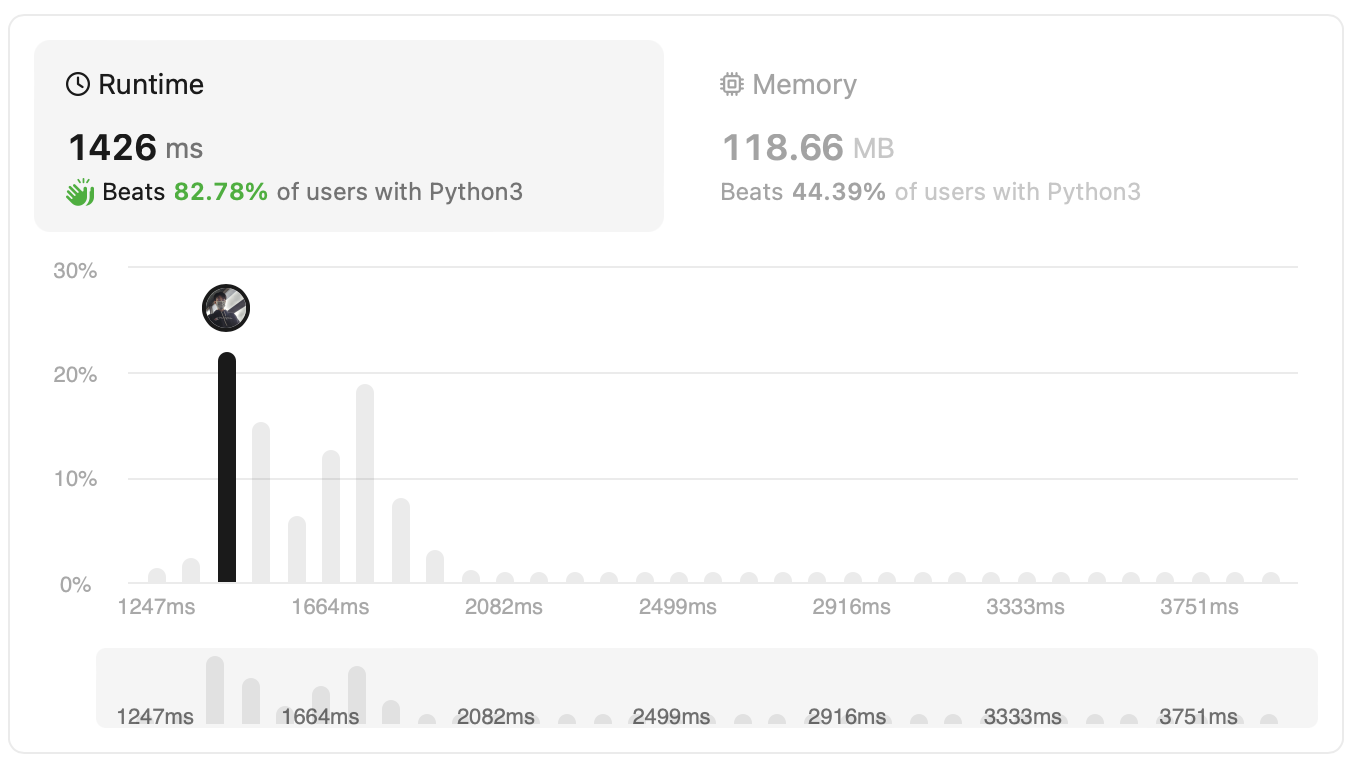 Runtime
1426 ms
Beats 82.78% of users with Python3
Memory
118.66 MB
Beats 44.39% of users with Python3
30%
20%
10%
0%
1247ms 1664ms 2082ms 2499ms 2916ms 3333ms 3751ms
1247ms 1664ms 2082ms 2499ms 2916ms 3333ms 3751ms